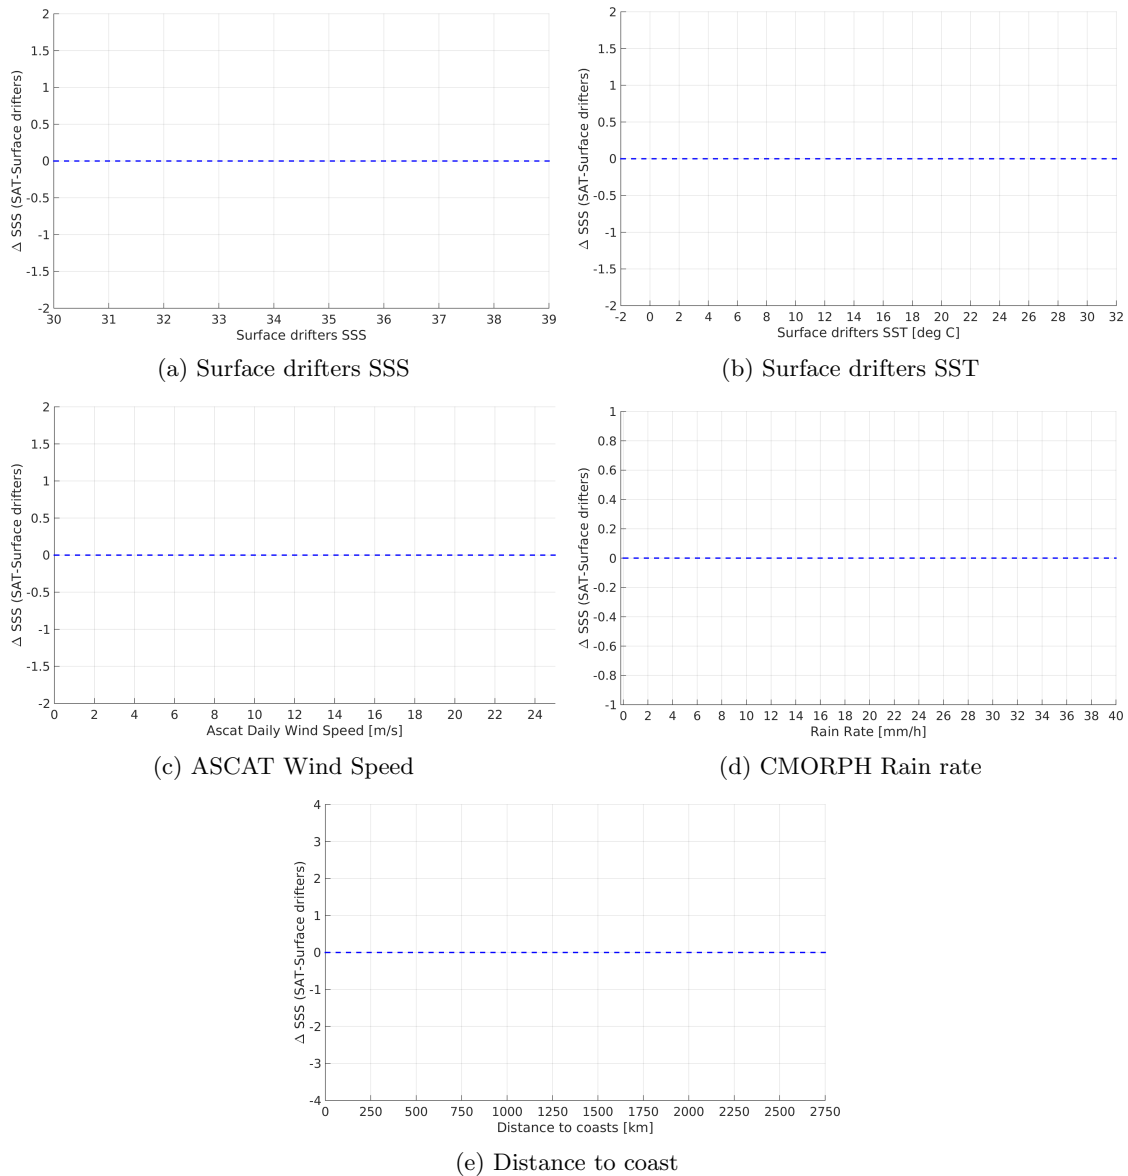 2
1.5
1
0.5
0
-0.5
-1
-1.5
-2
Δ SSS (SAT-Surface drifters)
30 31 32 33 34 35 36 37 38 39
Surface drifters SSS
(a) Surface drifters SSS
2
1.5
1
0.5
0
-0.5
-1
-1.5
-2
Δ SSS (SAT-Surface drifters)
-2 0 2 4 6 8 10 12 14 16 18 20 22 24 26 28 30 32
Surface drifters SST [deg C]
(b) Surface drifters SST
2
1.5
1
0.5
0
-0.5
-1
-1.5
-2
Δ SSS (SAT-Surface drifters)
0 2 4 6 8 10 12 14 16 18 20 22 24
Ascat Daily Wind Speed [m/s]
(c) ASCAT Wind Speed
1
0.8
0.6
0.4
0.2
0
-0.2
-0.4
-0.6
-0.8
-1
Δ SSS (SAT-Surface drifters)
0 2 4 6 8 10 12 14 16 18 20 22 24 26 28 30 32 34 36 38 40
Rain Rate [mm/h]
(d) CMORPH Rain rate
4
3
2
1
0
-1
-2
-3
-4
Δ SSS (SAT-Surface drifters)
0 250 500 750 1000 1250 1500 1750 2000 2250 2500 2750
Distance to coasts [km]
(e) Distance to coast